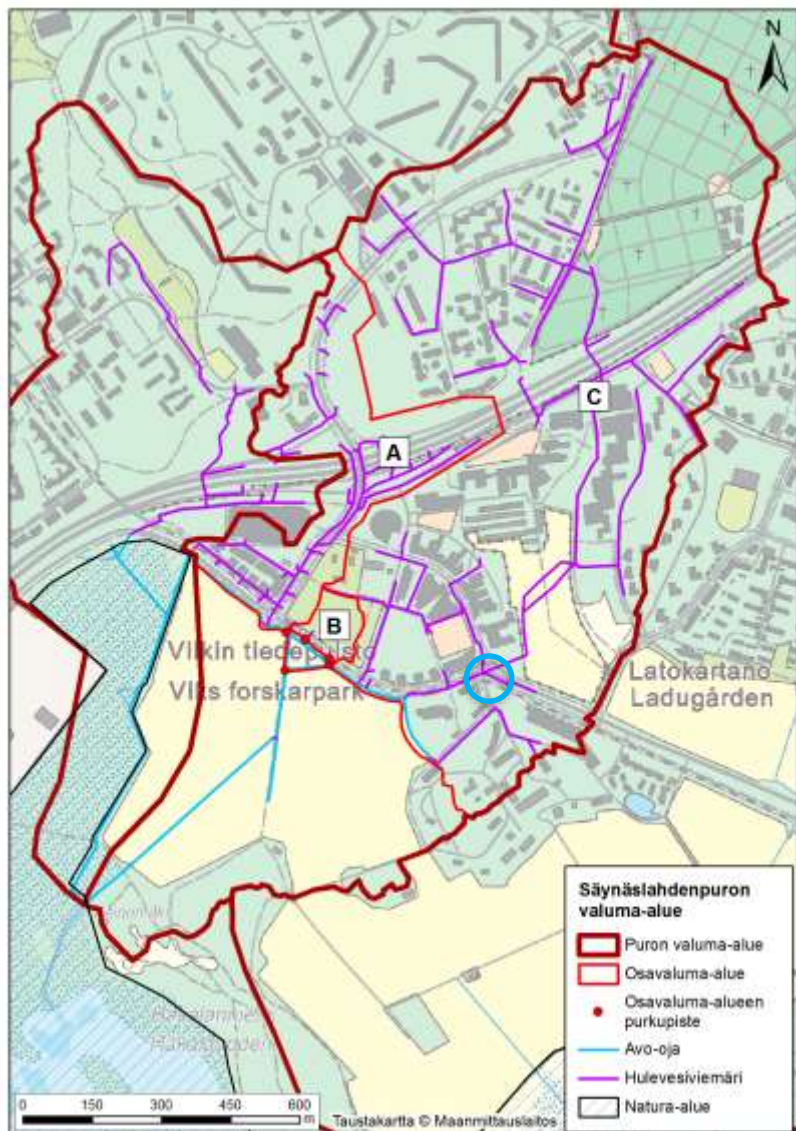 N
C
A
B
Viikin tiedepuisto
Viks forskarpark
Latokartano
Ladugården
Säynäslahdenpuron
valuma-alue
Puron valuma-alue
Osavaluma-alue
Osavaluma-alueen
purkupiste
Avo-oja
Hulevesiviemäri
Natura-alue
0 150 300 450 600
m
Taustakartta © Maanmittauslaitos